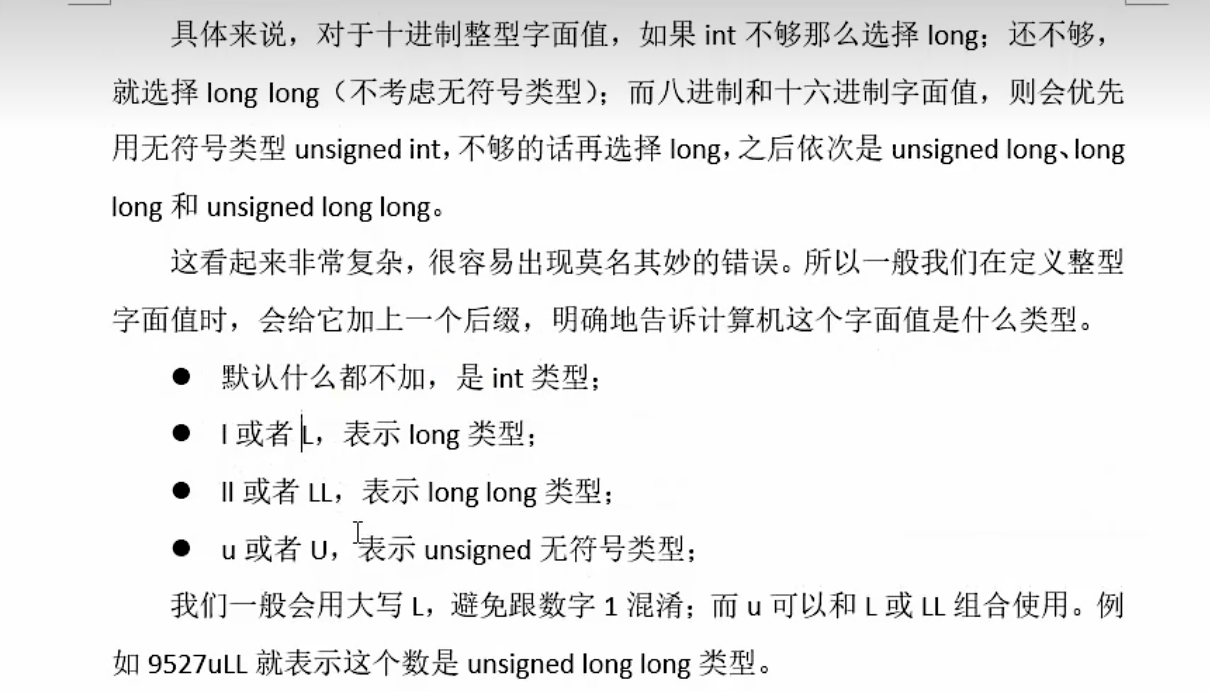 具体来说，对于十进制整型字面值，如果 int 不够那么选择 long；还不够，
就选择 long long（不考虑无符号类型）；而八进制和十六进制字面值，则会优先
用无符号类型 unsigned int，不够的话再选择 long，之后依次是 unsigned long、long
long 和 unsigned long long。
这看起来非常复杂，很容易出现莫名其妙的错误。所以一般我们在定义整型
字面值时，会给它加上一个后缀，明确地告诉计算机这个字面值是什么类型。
● 默认什么都不加，是 int 类型；
● l 或者 L，表示 long 类型；
● ll 或者 LL，表示 long long 类型；
● u 或者 U，表示 unsigned 无符号类型；
我们一般会用大写 L，避免跟数字 1 混淆；而 u 可以和 L 或 LL 组合使用。例
如 9527uLL 就表示这个数是 unsigned long long 类型。